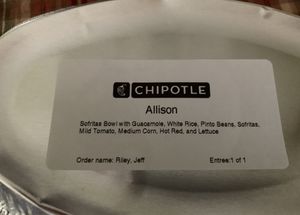 CHIPOTLE
Allison
Sofritas Bowl with Guacamole, White Rice, Pinto Beans, Sofritas,
Mild Tomato, Medium Corn, Hot Red, and Lettuce
Order name: Riley, Jeff Entree:1 of 1